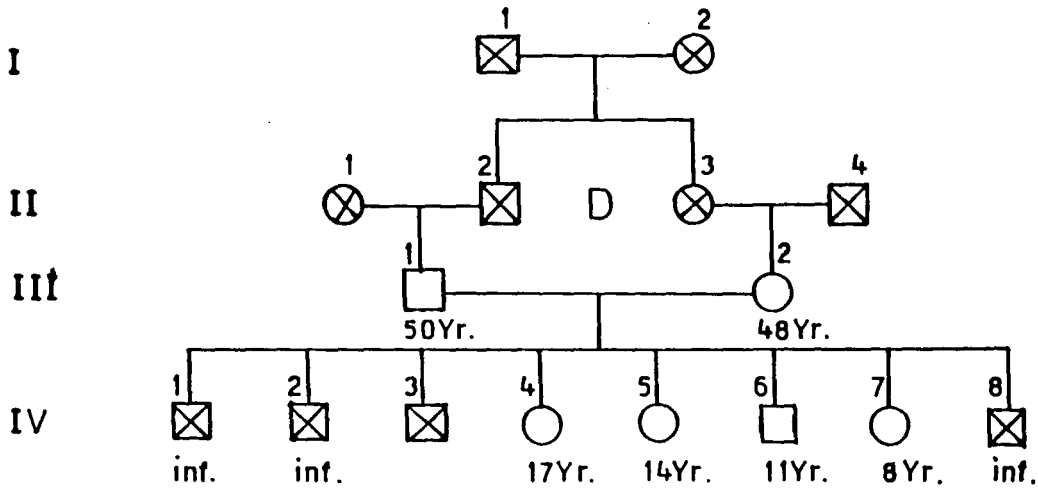 1 2
I
1 2 3 4
II D
1 2
III
50Yr. 48Yr.
1 2 3 4 5 6 7 8
IV
inf. inf. 17Yr. 14Yr. 11Yr. 8Yr. inf.